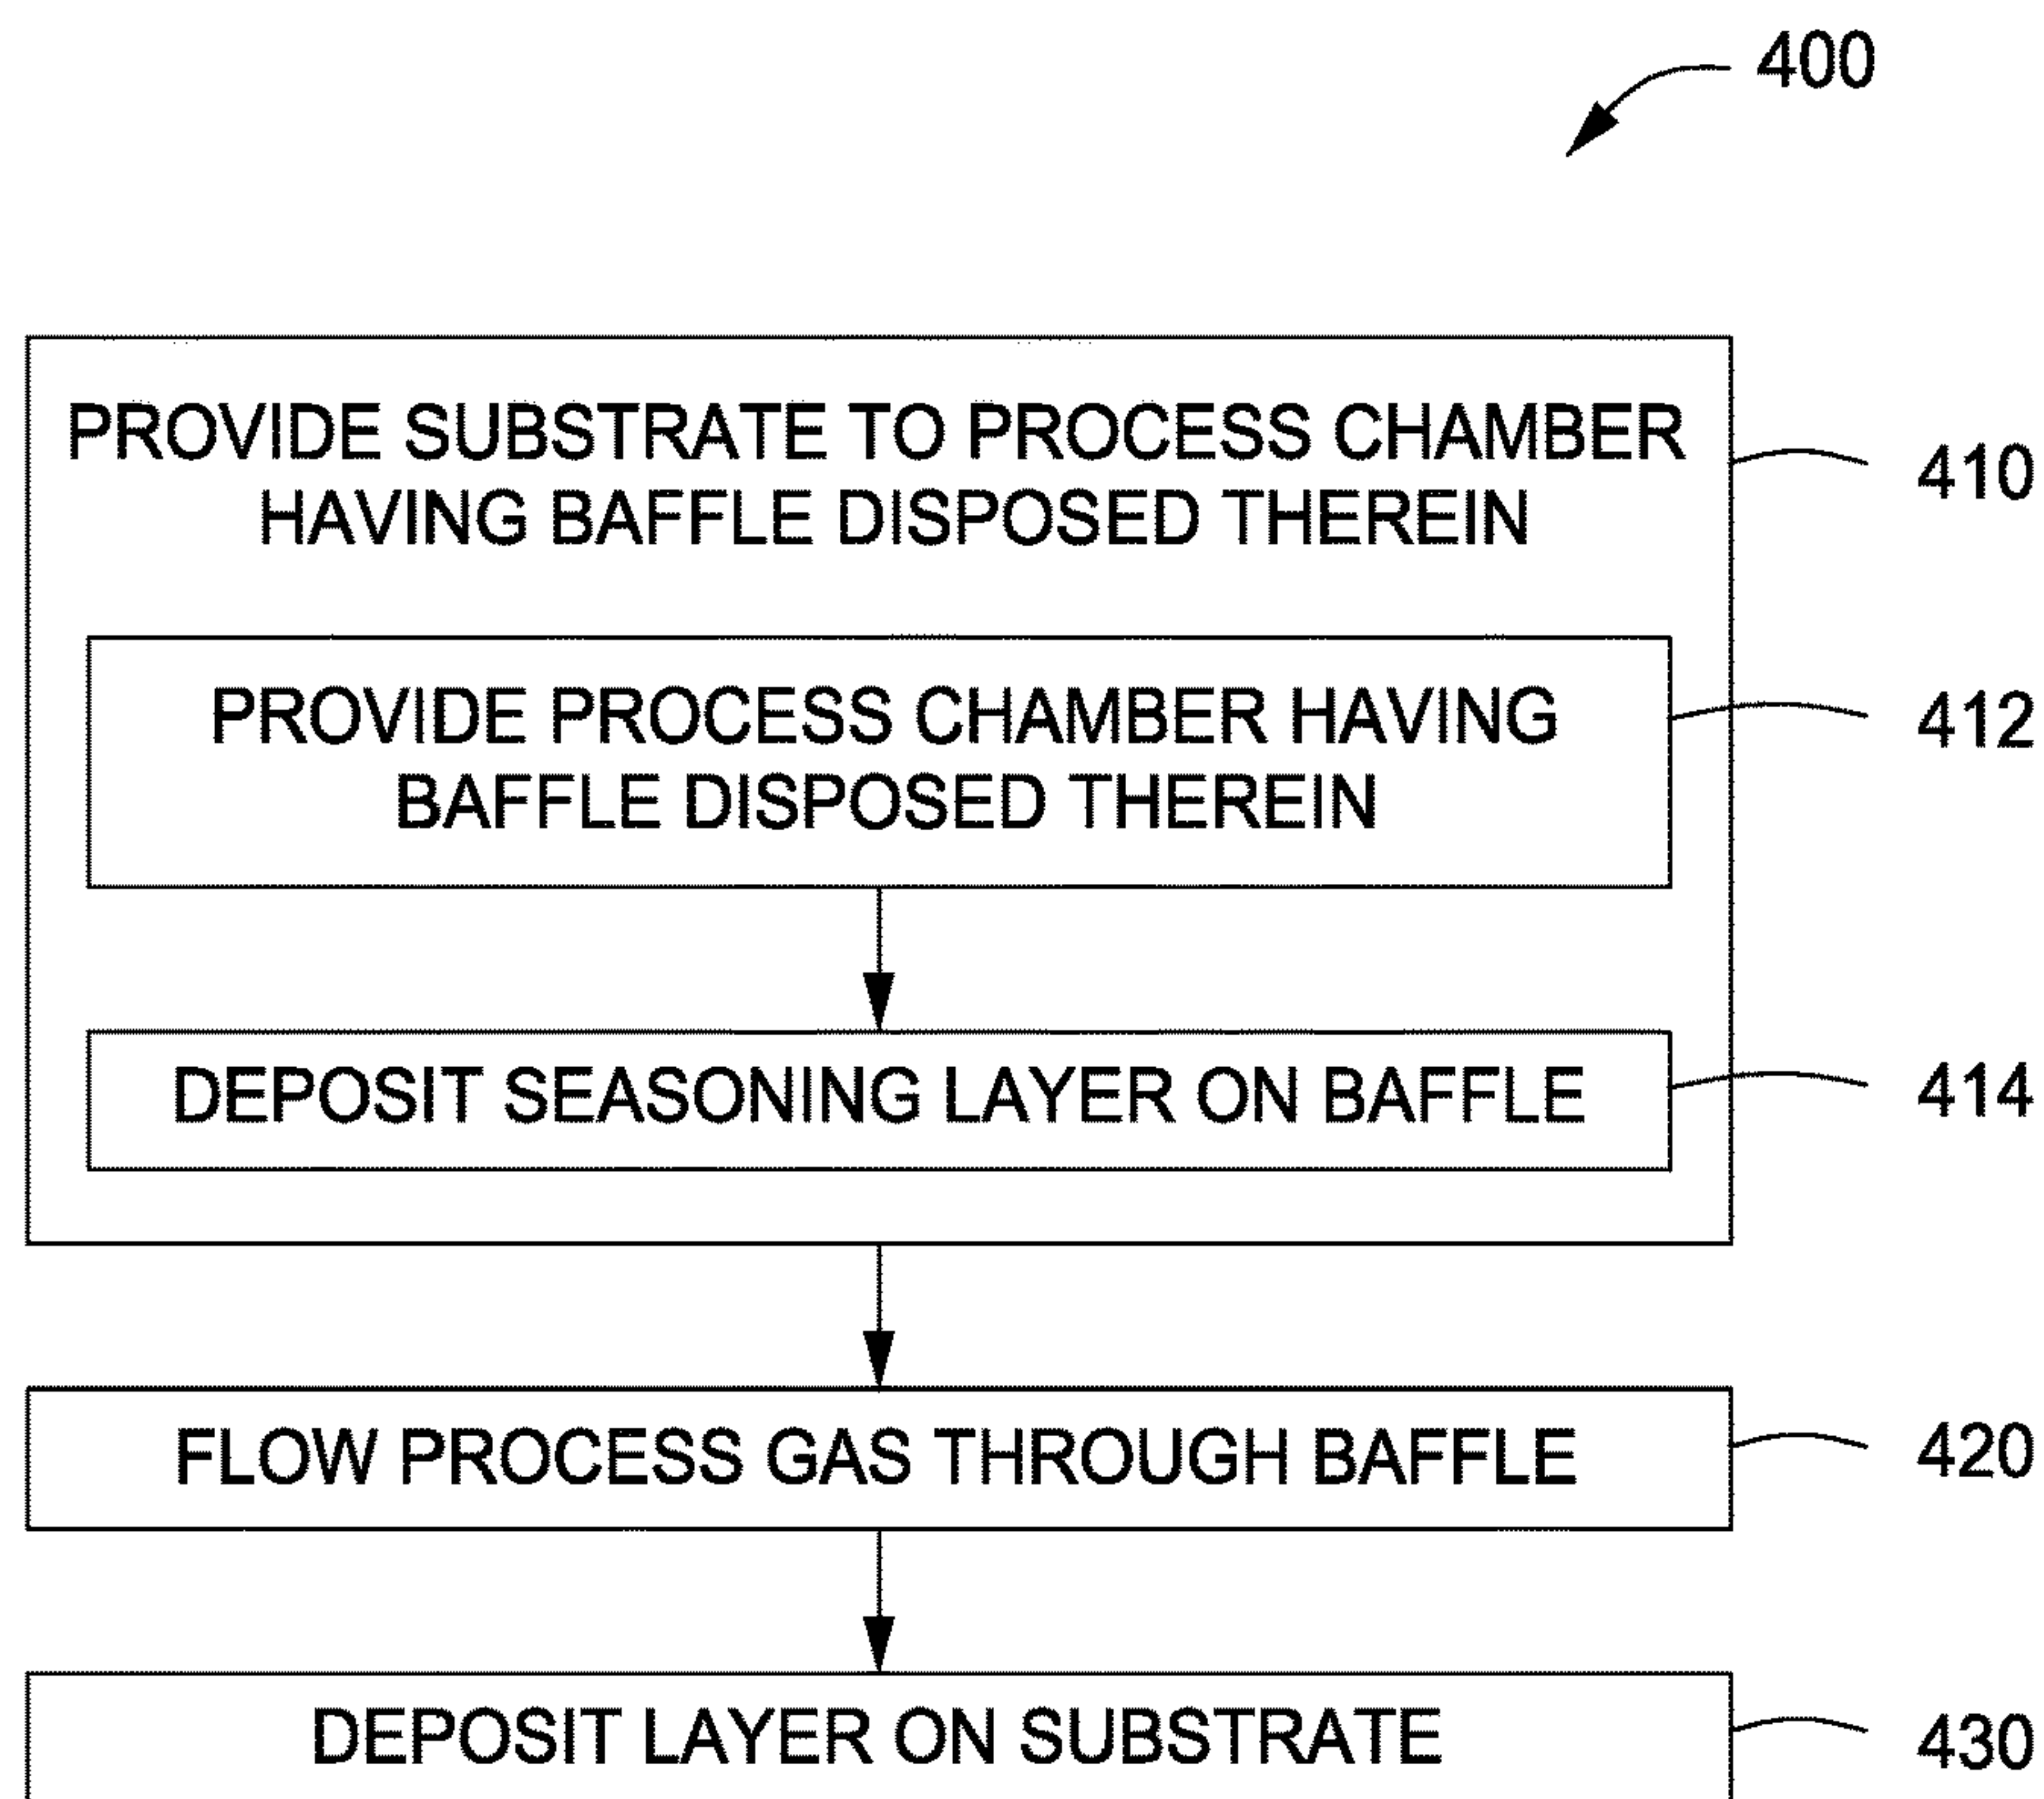 400
PROVIDE SUBSTRATE TO PROCESS CHAMBER
HAVING BAFFLE DISPOSED THEREIN
410
PROVIDE PROCESS CHAMBER HAVING
BAFFLE DISPOSED THEREIN
412
DEPOSIT SEASONING LAYER ON BAFFLE
414
FLOW PROCESS GAS THROUGH BAFFLE
420
DEPOSIT LAYER ON SUBSTRATE
430